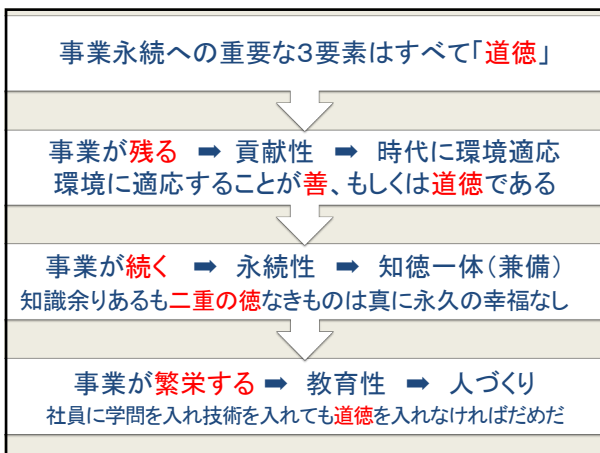 事業永続への重要な３要素はすべて「道徳」
事業が残る ➡ 貢献性 ➡ 時代に環境適応
環境に適応することが善、もしくは道徳である
事業が続く ➡ 永続性 ➡ 知徳一体（兼備）
知識余りあるも二重の徳なきものは真に永久の幸福なし
事業が繁栄する ➡ 教育性 ➡ 人づくり
社員に学問を入れ技術を入れても道徳を入れなければだめだ